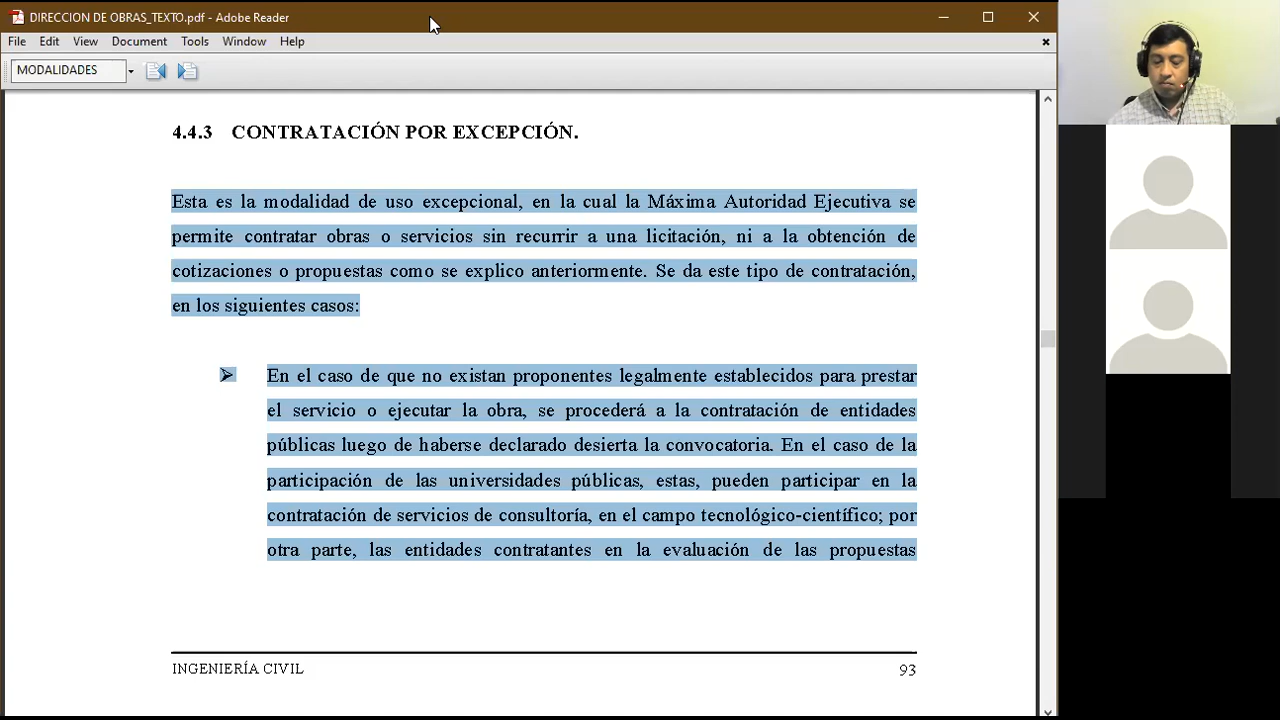 DIRECCION DE OBRAS_TEXTO.pdf - Adobe Reader
File Edit View Document Tools Window Help
MODALIDADES
4.4.3 CONTRATACIÓN POR EXCEPCIÓN.
Esta es la modalidad de uso excepcional, en la cual la Máxima Autoridad Ejecutiva se
permite contratar obras o servicios sin recurrir a una licitación, ni a la obtención de
cotizaciones o propuestas como se explico anteriormente. Se da este tipo de contratación,
en los siguientes casos:
➢ En el caso de que no existan proponentes legalmente establecidos para prestar
el servicio o ejecutar la obra, se procederá a la contratación de entidades
públicas luego de haberse declarado desierta la convocatoria. En el caso de la
participación de las universidades públicas, estas, pueden participar en la
contratación de servicios de consultoría, en el campo tecnológico-científico; por
otra parte, las entidades contratantes en la evaluación de las propuestas
INGENIERÍA CIVIL 93